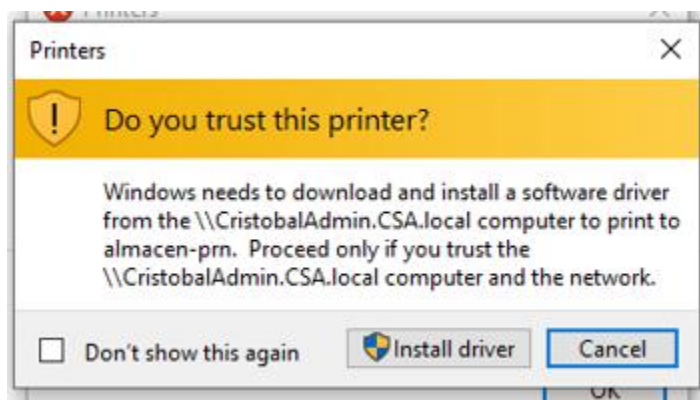 Printers
Printers
Do you trust this printer?
Windows needs to download and install a software driver
from the \\CristobalAdmin.CSA.local computer to print to
almacen-prn.  Proceed only if you trust the
\\CristobalAdmin.CSA.local computer and the network.
Don't show this again
Install driver
Cancel
OK